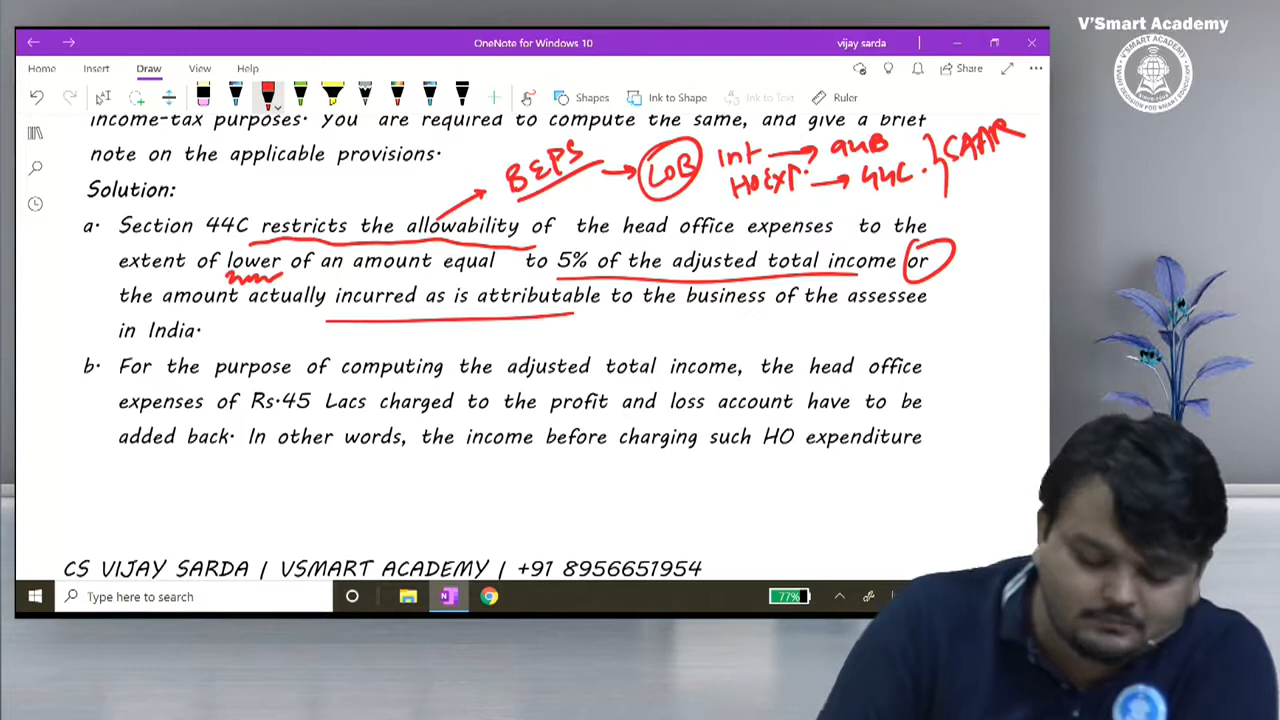 V'Smart Academy
OneNote for Windows 10
vijay sarda
Home Insert Draw View Help
Share
Shapes Ink to Shape Ink to Text Ruler
income-tax purposes. You are required to compute the same, and give a brief
note on the applicable provisions.
BEPS LOB
Int 94B
HO EXP. 44C. SAAR
Solution:
a. Section 44C restricts the allowability of the head office expenses to the
extent of lower of an amount equal to 5% of the adjusted total income or
the amount actually incurred as is attributable to the business of the assessee
in India.
b. For the purpose of computing the adjusted total income, the head office
expenses of Rs.45 Lacs charged to the profit and loss account have to be
added back. In other words, the income before charging such HO expenditure
CS VIJAY SARDA | VSMART ACADEMY | +91 8956651954
Type here to search
77%